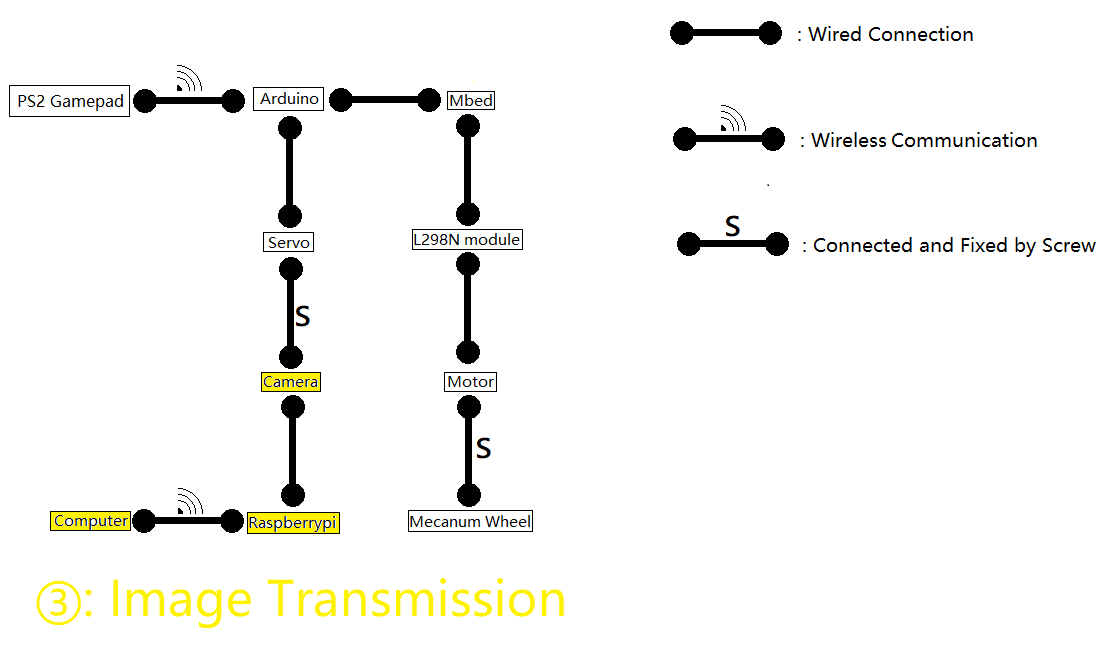 : Wired Connection
PS2 Gamepad
Arduino
Mbed
: Wireless Communication
S
: Connected and Fixed by Screw
Servo
L298N module
S
Camera
Motor
S
Computer
Raspberrypi
Mecanum Wheel
③: Image Transmission